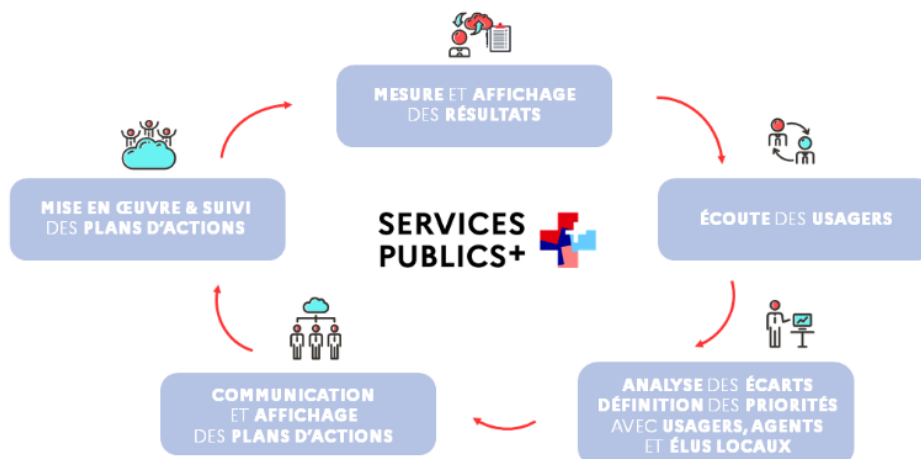 MESURE ET AFFICHAGE
DES RÉSULTATS
ÉCOUTE DES USAGERS
ANALYSE DES ÉCARTS
DÉFINITION DES PRIORITÉS
AVEC USAGERS, AGENTS
ET ÉLUS LOCAUX
COMMUNICATION
ET AFFICHAGE
DES PLANS D'ACTIONS
MISE EN ŒUVRE & SUIVI
DES PLANS D'ACTIONS
SERVICES
PUBLICS+